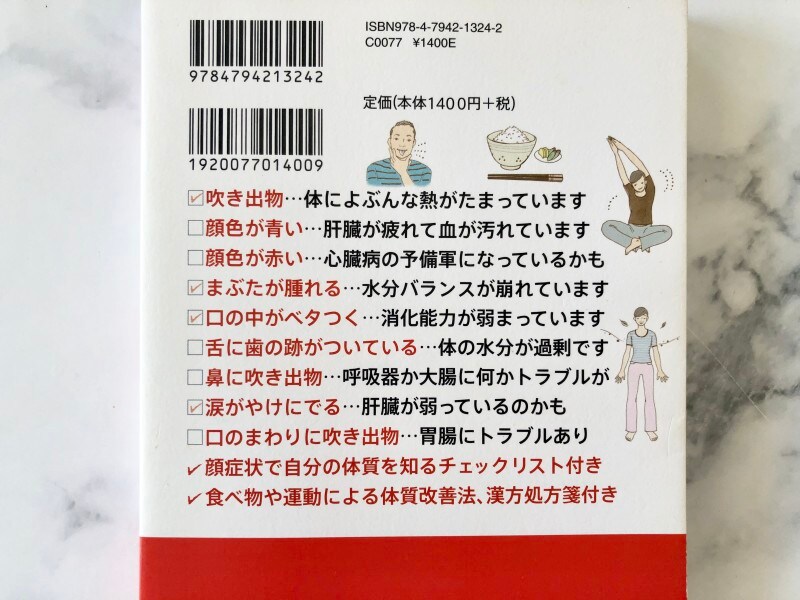 ISBN978-4-7942-1324-2
C0077 ¥1400E
9784794213242
定価(本体1400円+税)
1920077014009
☑吹き出物…体によぶんな熱がたまっています
□顔色が青い…肝臓が疲れて血が汚れています
□顔色が赤い…心臓病の予備軍になっているかも
☑まぶたが腫れる…水分バランスが崩れています
☑口の中がベタつく…消化能力が弱まっています
□舌に歯の跡がついている…体の水分が過剰です
□鼻に吹き出物…呼吸器か大腸に何かトラブルが
☑涙がやけにでる…肝臓が弱っているのかも
□口のまわりに吹き出物…胃腸にトラブルあり
✓顔症状で自分の体質を知るチェックリスト付き
✓食べ物や運動による体質改善法、漢方処方箋付き